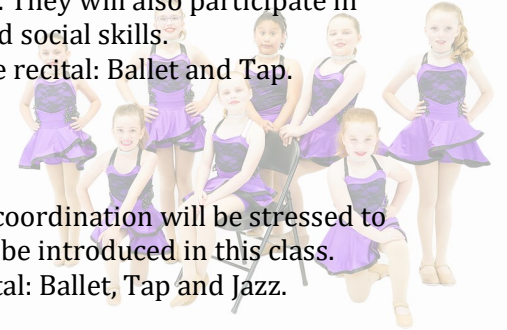 . They will also participate in
d social skills.
e recital: Ballet and Tap.
coordination will be stressed to
be introduced in this class.
tal: Ballet, Tap and Jazz.